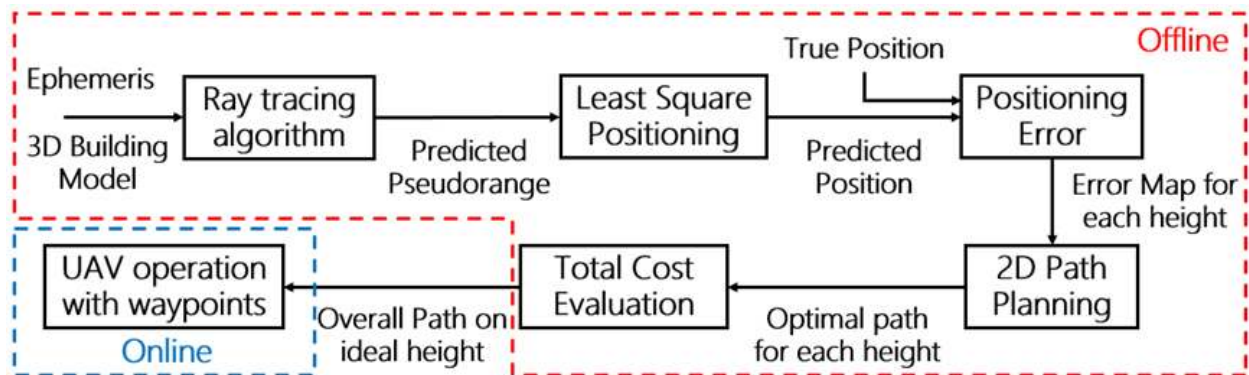 Offline
True Position
Ephemeris
3D Building
Model
Ray tracing
algorithm
Predicted
Pseudorange
Least Square
Positioning
Predicted
Position
Positioning
Error
Error Map for
each height
2D Path
Planning
Optimal path
for each height
Total Cost
Evaluation
Overall Path on
ideal height
UAV operation
with waypoints
Online